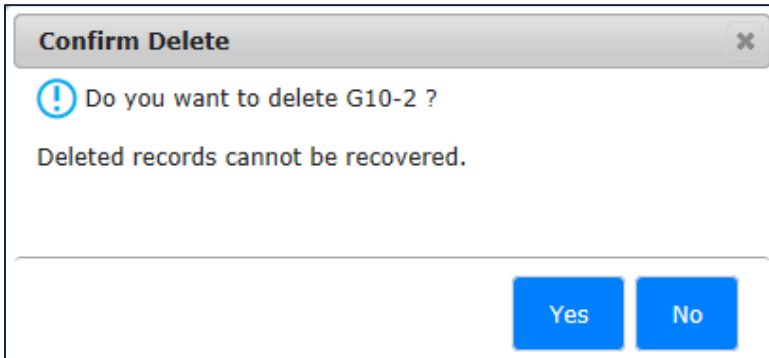 Confirm Delete
Do you want to delete G10-2 ?
Deleted records cannot be recovered.
Yes No